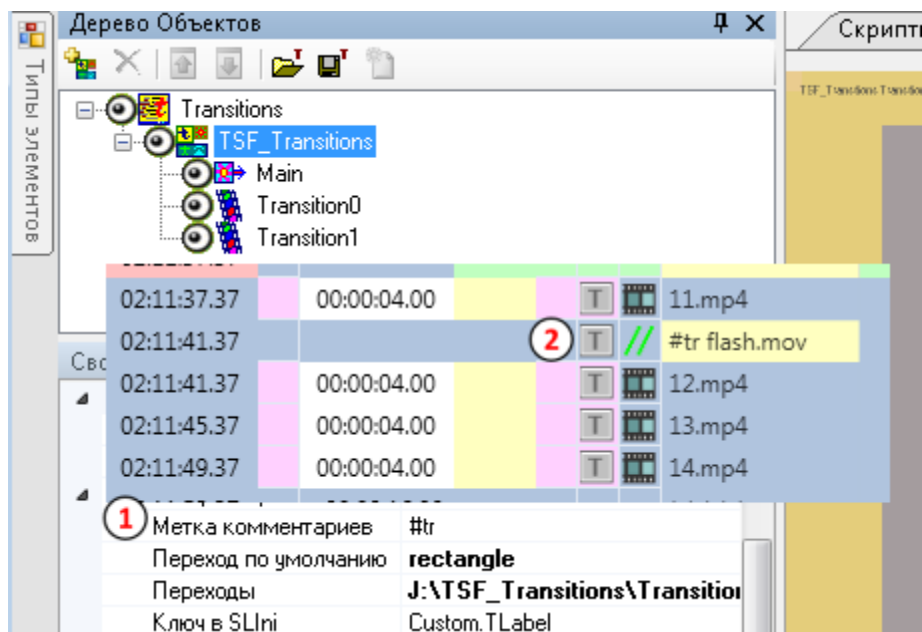 Дерево Объектов
Типы элементов
Transitions
TSF_Transitions
Main
Transition0
Transition1
02:11:37.37 00:00:04.00 T 11.mp4
02:11:41.37 2 T // #tr flash.mov
02:11:41.37 00:00:04.00 T 12.mp4
02:11:45.37 00:00:04.00 T 13.mp4
02:11:49.37 00:00:04.00 T 14.mp4
1 Метка комментариев #tr
Переход по умолчанию rectangle
Переходы J:\TSF_Transitions\Transition
Ключ в SLIni Custom.TLabel